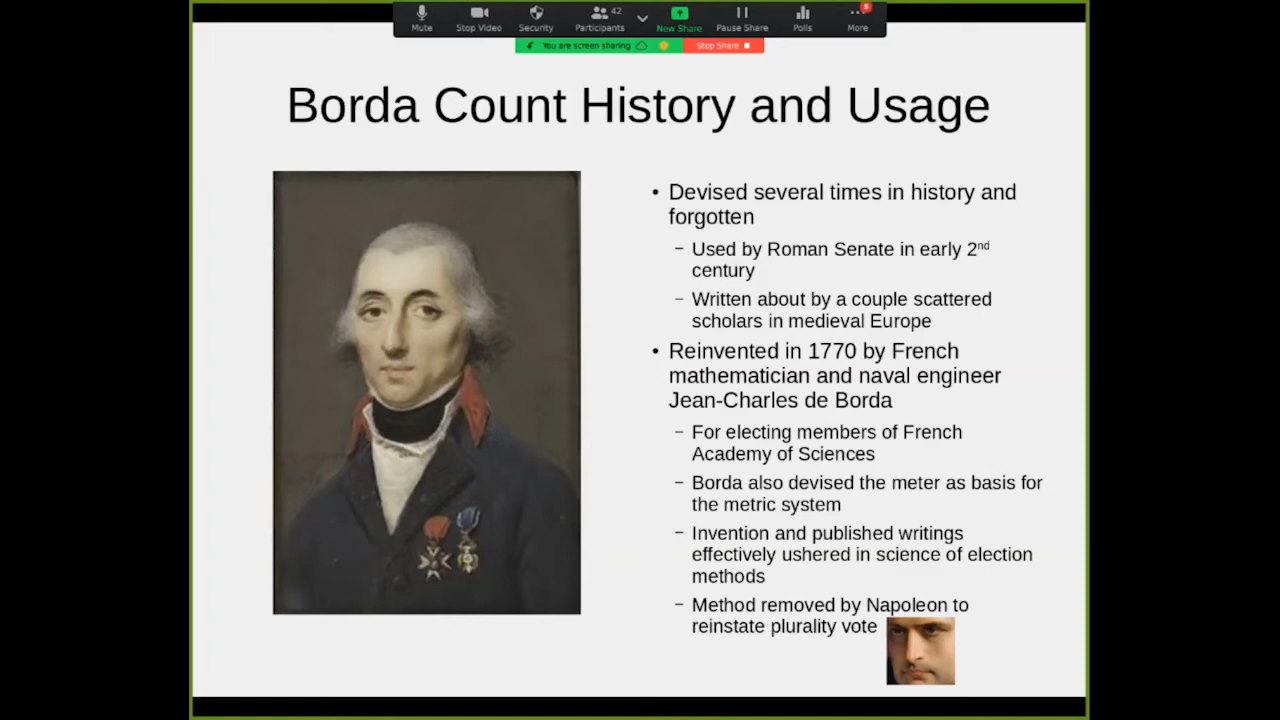 42
5
Mute
Stop Video
Security
Participants
New Share
Pause Share
Polls
More
You are screen sharing
Stop Share
Borda Count History and Usage
• Devised several times in history and
forgotten
– Used by Roman Senate in early 2nd
century
– Written about by a couple scattered
scholars in medieval Europe
• Reinvented in 1770 by French
mathematician and naval engineer
Jean-Charles de Borda
– For electing members of French
Academy of Sciences
– Borda also devised the meter as basis for
the metric system
– Invention and published writings
effectively ushered in science of election
methods
– Method removed by Napoleon to
reinstate plurality vote